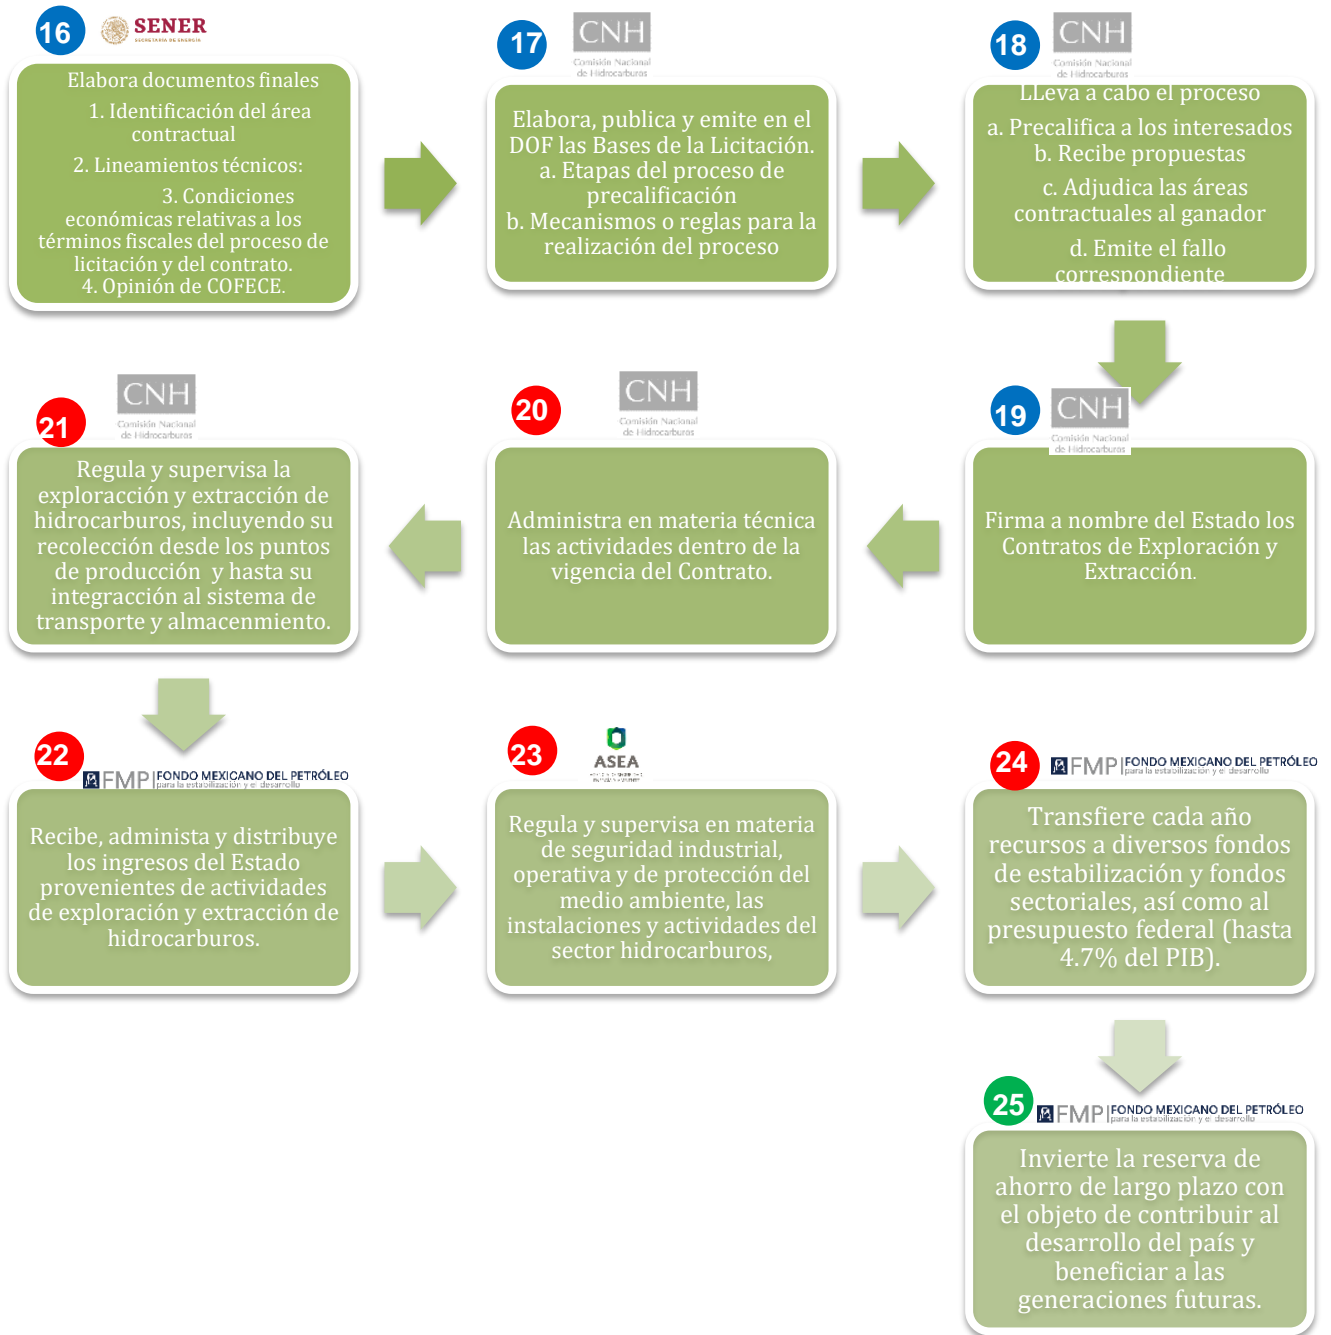 16
SENER
SECRETARÍA DE ENERGÍA
Elabora documentos finales
1. Identificación del área
contractual
2. Lineamientos técnicos:
3. Condiciones
económicas relativas a los
términos fiscales del proceso de
licitación y del contrato.
4. Opinión de COFECE.
17
CNH
Comisión Nacional
de Hidrocarburos
Elabora, publica y emite en el
DOF las Bases de la Licitación.
a. Etapas del proceso de
precalificación
b. Mecanismos o reglas para la
realización del proceso
18
CNH
Comisión Nacional
de Hidrocarburos
LLeva a cabo el proceso
a. Precalifica a los interesados
b. Recibe propuestas
c. Adjudica las áreas
contractuales al ganador
d. Emite el fallo
correspondiente
19
CNH
Comisión Nacional
de Hidrocarburos
Firma a nombre del Estado los
Contratos de Exploración y
Extracción.
20
CNH
Comisión Nacional
de Hidrocarburos
Administra en materia técnica
las actividades dentro de la
vigencia del Contrato.
21
CNH
Comisión Nacional
de Hidrocarburos
Regula y supervisa la
exploracción y extracción de
hidrocarburos, incluyendo su
recolección desde los puntos
de producción y hasta su
integracción al sistema de
transporte y almacenmiento.
22
FMP FONDO MEXICANO DEL PETRÓLEO
para la estabilización y el desarrollo
Recibe, administa y distribuye
los ingresos del Estado
provenientes de actividades
de exploración y extracción de
hidrocarburos.
23
ASEA
Regula y supervisa en materia
de seguridad industrial,
operativa y de protección del
medio ambiente, las
instalaciones y actividades del
sector hidrocarburos,
24
FMP FONDO MEXICANO DEL PETRÓLEO
para la estabilización y el desarrollo
Transfiere cada año
recursos a diversos fondos
de estabilización y fondos
sectoriales, así como al
presupuesto federal (hasta
4.7% del PIB).
25
FMP FONDO MEXICANO DEL PETRÓLEO
para la estabilización y el desarrollo
Invierte la reserva de
ahorro de largo plazo con
el objeto de contribuir al
desarrollo del país y
beneficiar a las
generaciones futuras.